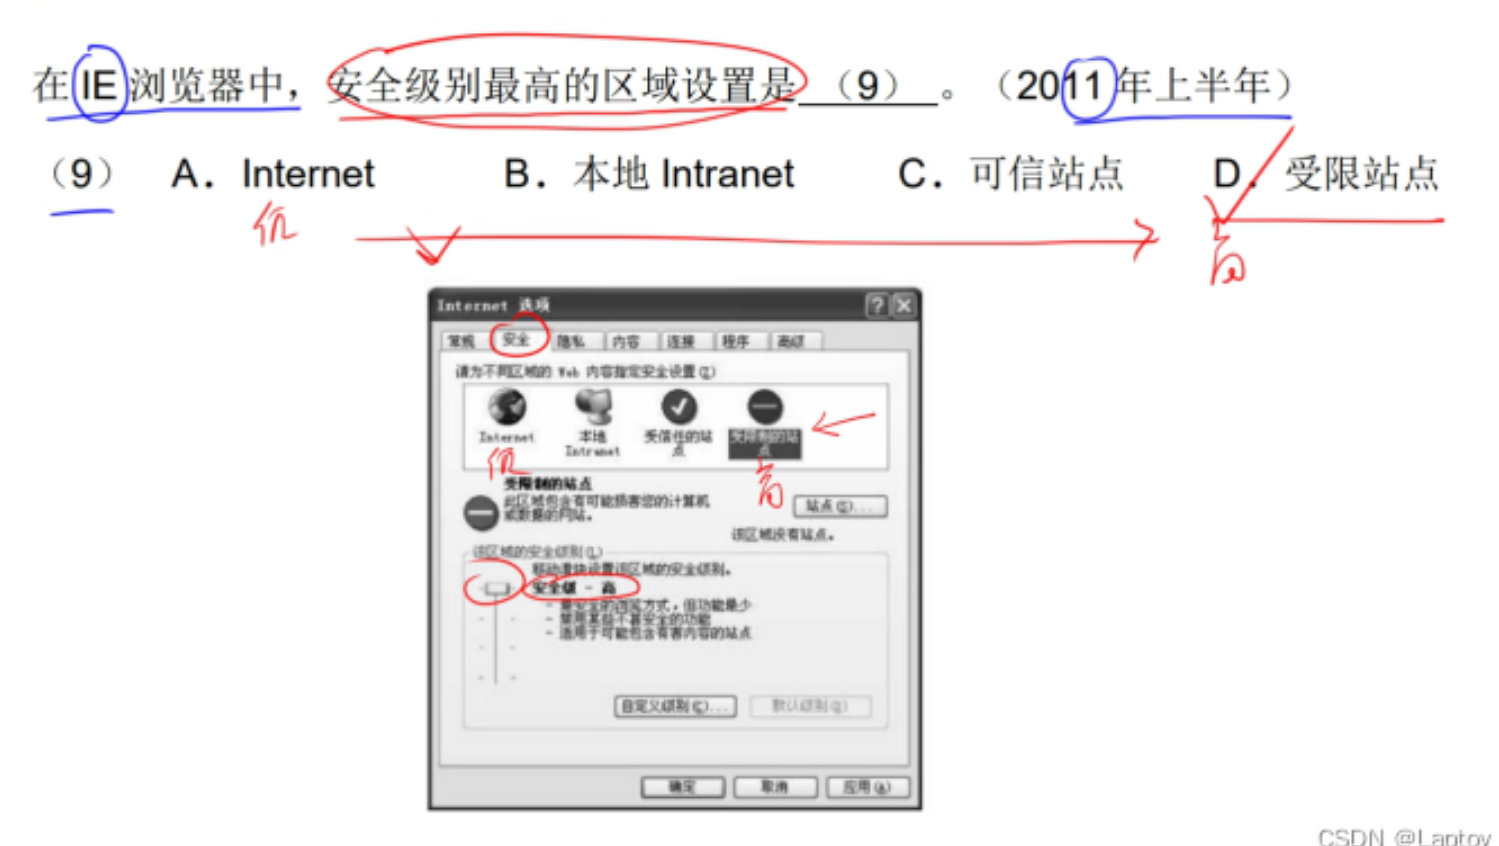 在 IE 浏览器中，安全级别最高的区域设置是 （9） 。（2011 年上半年）
（9） A．Internet B．本地 Intranet C．可信站点 D．受限站点
低
高
Internet 选项
常规 安全 隐私 内容 连接 程序 高级
请为不同区域的 Web 内容指定安全设置(Z)
Internet 本地 Intranet 受信任的站点 受限制的站点
低
高
受限制的站点
此区域包含有可能损害您的计算机
或数据的网站。
站点(S)...
该区域没有站点。
该区域的安全级别(L)
移动滑块设置该区域的安全级别。
安全级 - 高
- 最安全的浏览方式，但功能最少
- 禁用某些不甚安全的功能
- 适用于可能包含有害内容的站点
自定义级别(C)... 默认级别(D)
确定 取消 应用(A)
CSDN @Laptoy